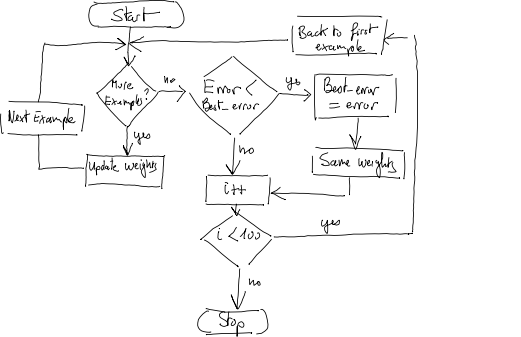 Start
Back to first
example
More
Examples?
no
Error <
Best_error
yes
Best_error
= error
Next Example
yes
no
Update weights
Same weights
i++
i < 100
yes
no
Stop